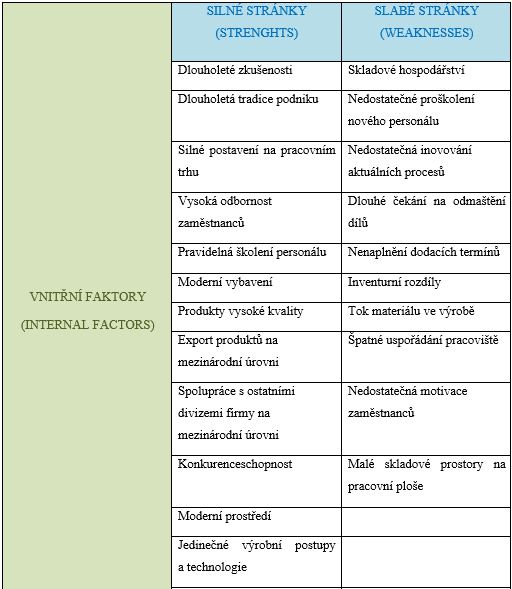 SILNÉ STRÁNKY
(STRENGHTS)
SLABÉ STRÁNKY
(WEAKNESSES)
VNITŘNÍ FAKTORY
(INTERNAL FACTORS)
Dlouholeté zkušenosti
Skladové hospodářství
Dlouholetá tradice podniku
Nedostatečné proškolení
nového personálu
Silné postavení na pracovním
trhu
Nedostatečná inovování
aktuálních procesů
Vysoká odbornost
zaměstnanců
Dlouhé čekání na odmaštění
dílů
Pravidelná školení personálu
Nenaplnění dodacích termínů
Moderní vybavení
Inventurní rozdíly
Produkty vysoké kvality
Tok materiálu ve výrobě
Export produktů na
mezinárodní úrovni
Špatné uspořádání pracoviště
Spolupráce s ostatními
divizemi firmy na
mezinárodní úrovni
Nedostatečná motivace
zaměstnanců
Konkurenceschopnost
Malé skladové prostory na
pracovní ploše
Moderní prostředí
Jedinečné výrobní postupy
a technologie